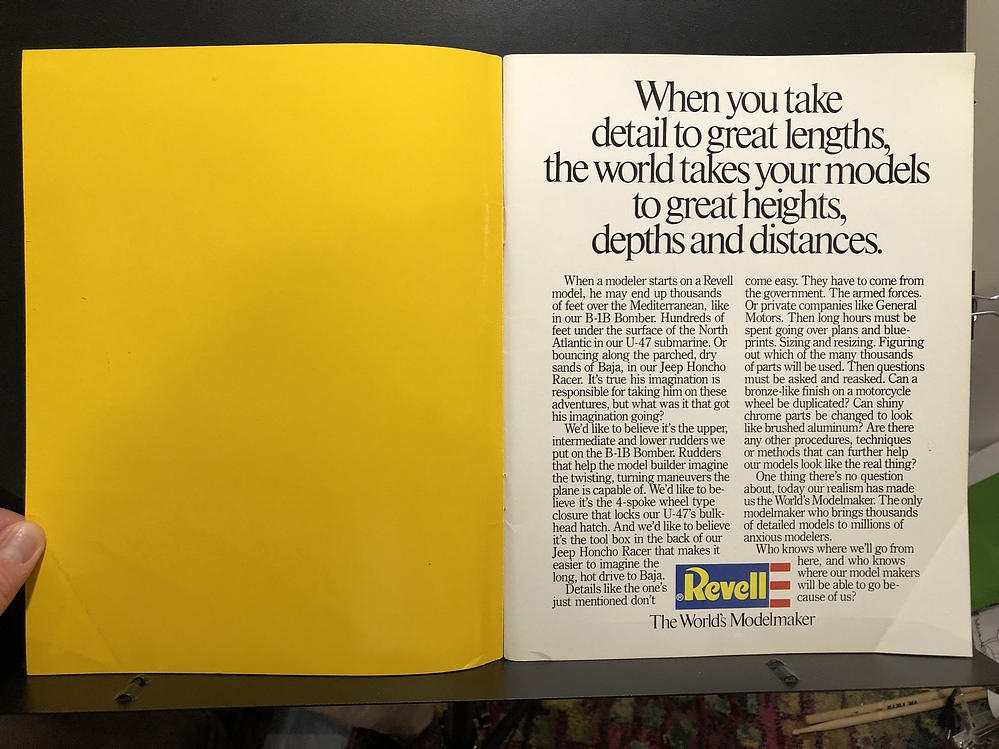 When you take
detail to great lengths,
the world takes your models
to great heights,
depths and distances.
When a modeler starts on a Revell
model, he may end up thousands
of feet over the Mediterranean, like
in our B-1B Bomber. Hundreds of
feet under the surface of the North
Atlantic in our U-47 submarine. Or
bouncing along the parched, dry
sands of Baja, in our Jeep Honcho
Racer. It's true his imagination is
responsible for taking him on these
adventures, but what was it that got
his imagination going?
We'd like to believe it's the upper,
intermediate and lower rudders we
put on the B-1B Bomber. Rudders
that help the model builder imagine
the twisting, turning maneuvers the
plane is capable of. We'd like to be-
lieve it's the 4-spoke wheel type
closure that locks our U-47's bulk-
head hatch. And we'd like to believe
it's the tool box in the back of our
Jeep Honcho Racer that makes it
easier to imagine the
long, hot drive to Baja.
Details like the one's
just mentioned don't
come easy. They have to come from
the government. The armed forces.
Or private companies like General
Motors. Then long hours must be
spent going over plans and blue-
prints. Sizing and resizing. Figuring
out which of the many thousands
of parts will be used. Then questions
must be asked and reasked. Can a
bronze-like finish on a motorcycle
wheel be duplicated? Can shiny
chrome parts be changed to look
like brushed aluminum? Are there
any other procedures, techniques
or methods that can further help
our models look like the real thing?
One thing there's no question
about, today our realism has made
us the World's Modelmaker. The only
modelmaker who brings thousands
of detailed models to millions of
anxious modelers.
Who knows where we'll go from
here, and who knows
where our model makers
will be able to go be-
cause of us?
® Revell
The World's Modelmaker